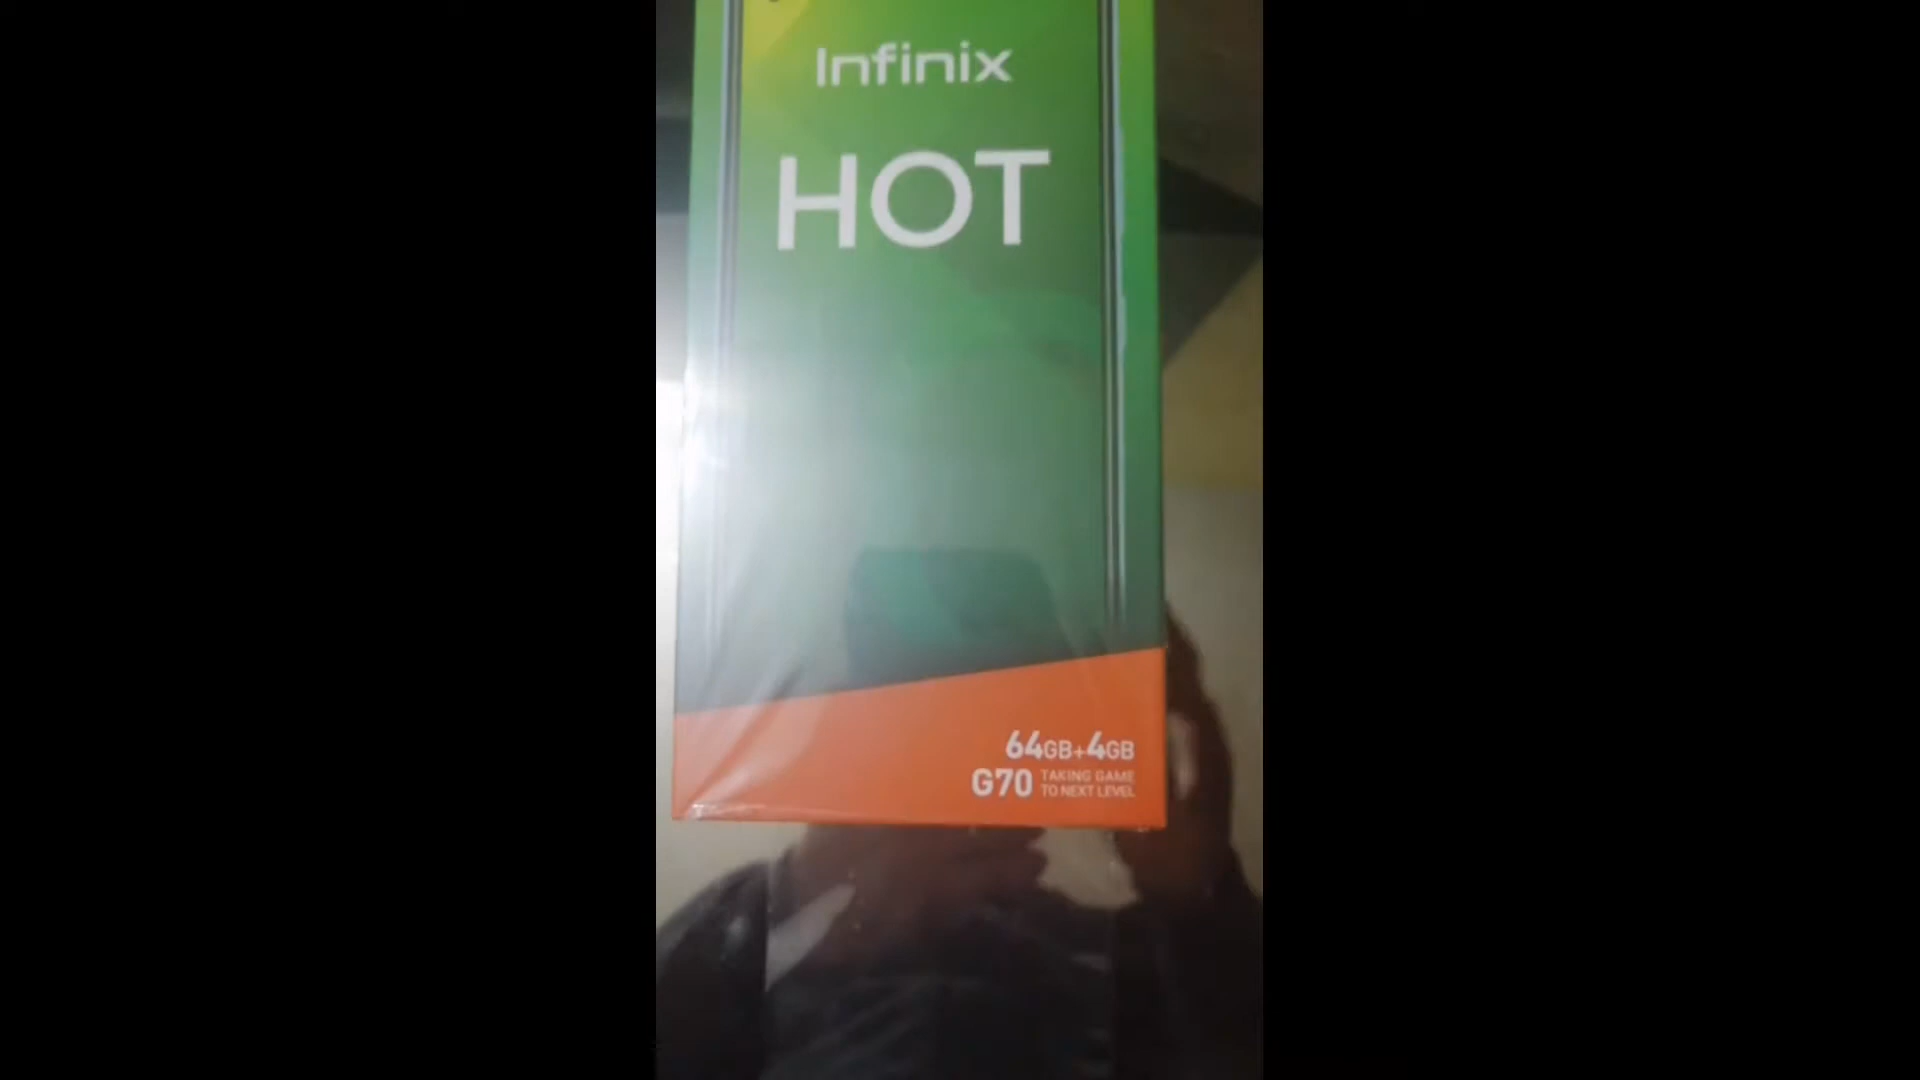 Infinix
HOT
64GB+4GB
G70 TAKING GAME
TO NEXT LEVEL